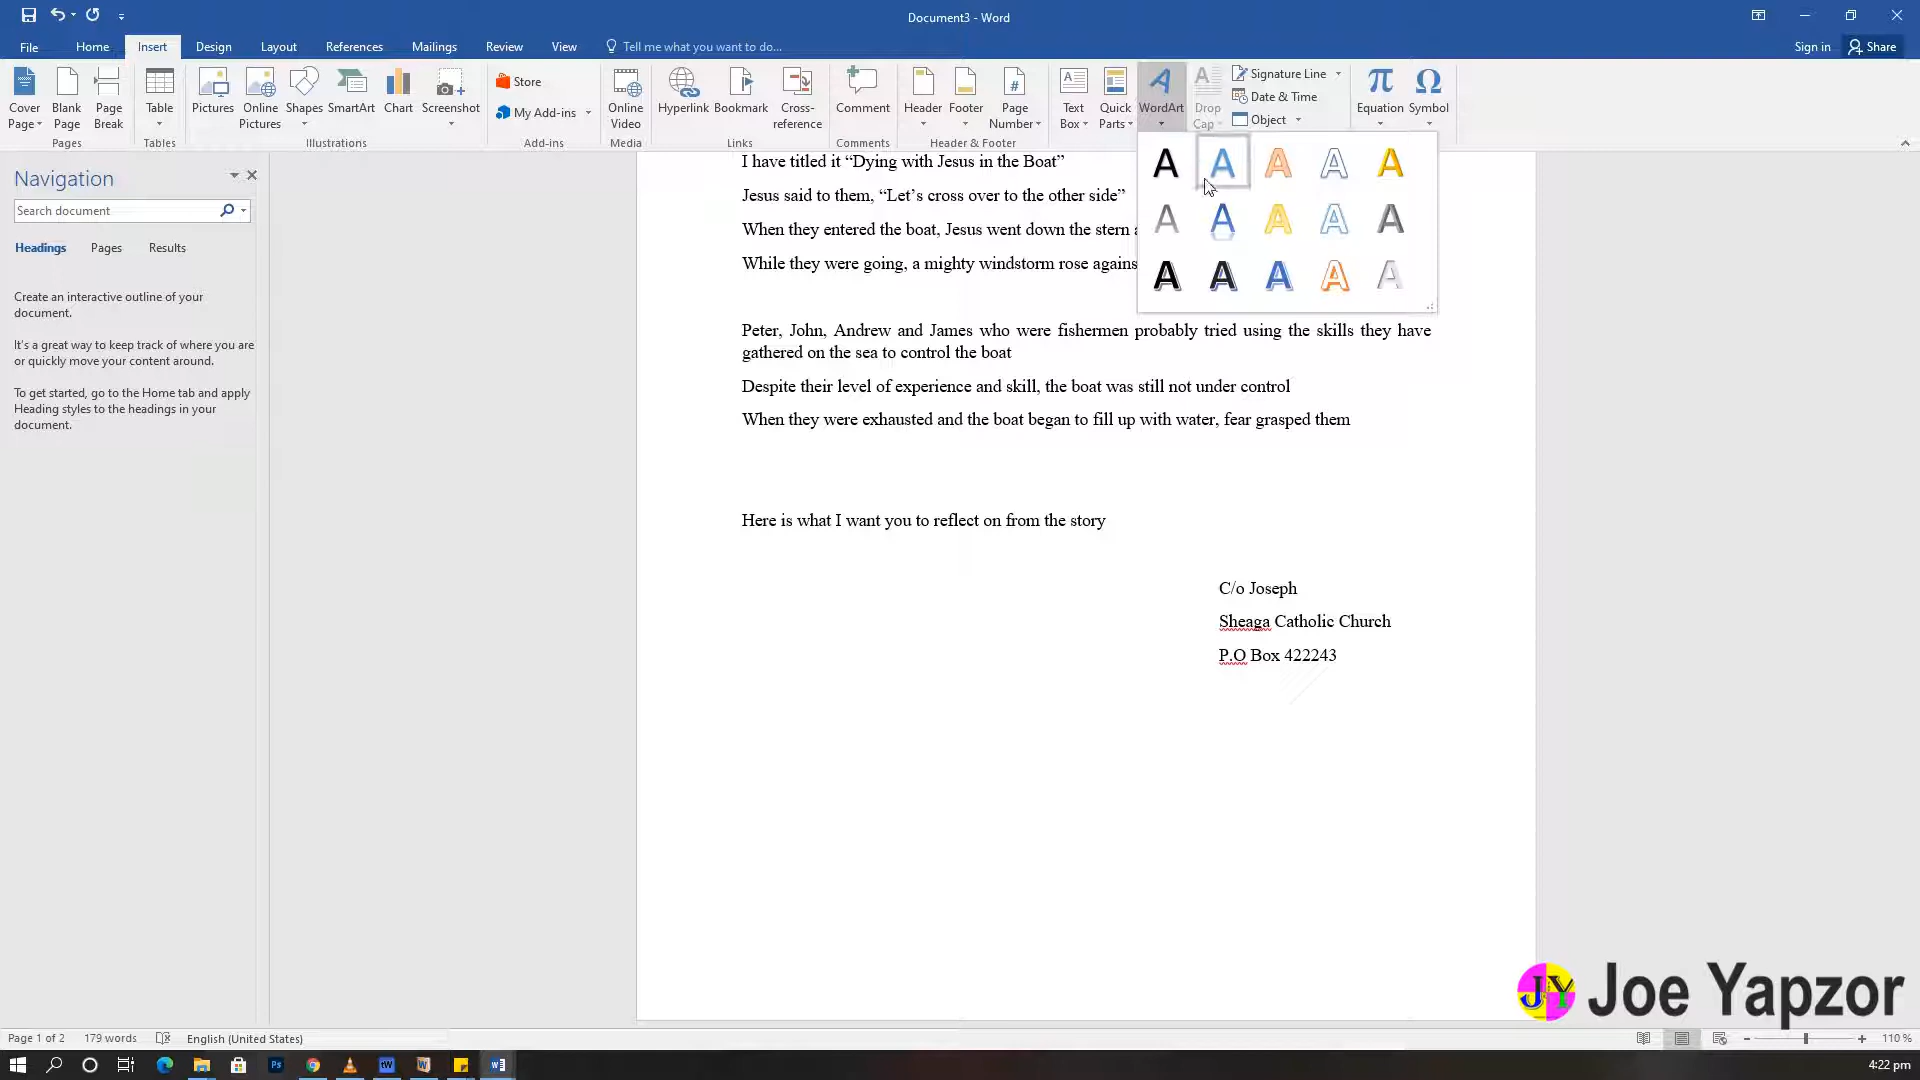 Document3 - Word
File Home Insert Design Layout References Mailings Review View Tell me what you want to do... Sign in Share
Cover Page
Blank Page
Page Break
Pages
Table
Tables
Pictures
Online Pictures
Shapes
SmartArt
Chart
Screenshot
Illustrations
Store
My Add-ins
Add-ins
Online Video
Media
Hyperlink
Bookmark
Cross-reference
Links
Comment
Comments
Header
Footer
Page Number
Header & Footer
Text Box
Quick Parts
WordArt
Drop Cap
Signature Line
Date & Time
Object
Equation
Symbol
A A A A A
A A A A A
A A A A A
Navigation
Search document
Headings Pages Results
Create an interactive outline of your
document.
It's a great way to keep track of where you are
or quickly move your content around.
To get started, go to the Home tab and apply
Heading styles to the headings in your
document.
I have titled it “Dying with Jesus in the Boat”
Jesus said to them, “Let’s cross over to the other side”
When they entered the boat, Jesus went down the stern a
While they were going, a mighty windstorm rose agains
Peter, John, Andrew and James who were fishermen probably tried using the skills they have
gathered on the sea to control the boat
Despite their level of experience and skill, the boat was still not under control
When they were exhausted and the boat began to fill up with water, fear grasped them
Here is what I want you to reflect on from the story
C/o Joseph
Sheaga Catholic Church
P.O Box 422243
JY Joe Yapzor
Page 1 of 2 179 words English (United States) 110 %
4:22 pm